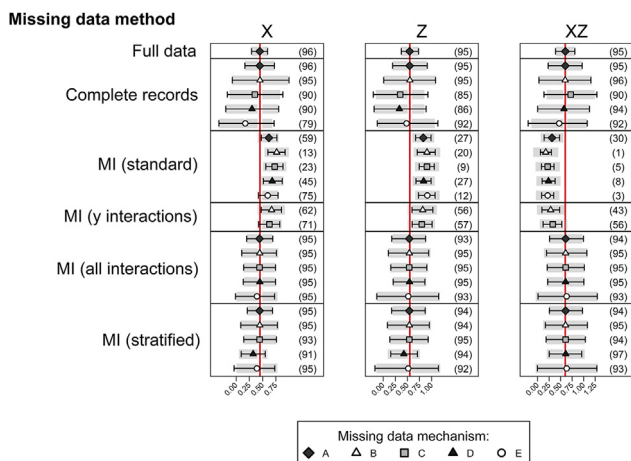 Missing data method
X Z XZ
Full data (96) (95) (95)
(96) (95) (95)
(95) (95) (96)
Complete records (90) (85) (90)
(90) (86) (94)
(79) (92) (92)
(59) (27) (30)
(13) (20) (1)
MI (standard) (23) (9) (5)
(45) (27) (8)
(75) (12) (3)
MI (y interactions) (62) (56) (43)
(71) (57) (56)
(95) (93) (94)
(95) (95) (95)
MI (all interactions) (95) (95) (95)
(95) (95) (95)
(95) (93) (93)
(95) (94) (94)
(95) (95) (95)
MI (stratified) (93) (95) (94)
(91) (94) (97)
(95) (92) (93)
0.00 0.25 0.50 0.75 0.00 0.25 0.50 0.75 1.00 0.00 0.25 0.50 0.75 1.00 1.25
Missing data mechanism:
A B C D E